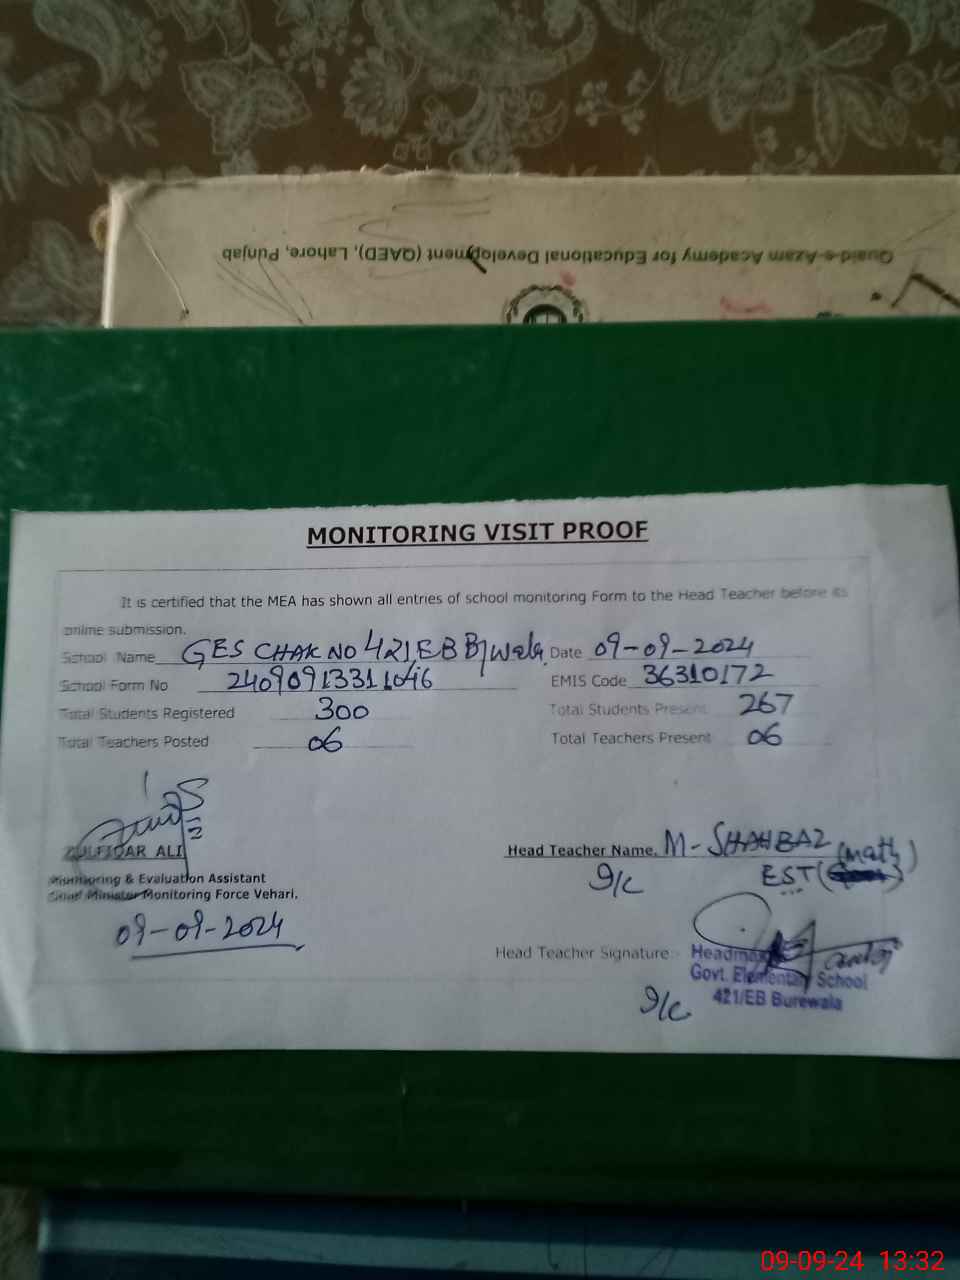 Quaid-e-Azam Academy for Educational Development (QAED), Lahore, Punjab
MONITORING VISIT PROOF
It is certified that the MEA has shown all entries of school monitoring Form to the Head Teacher before its
online submission.
School Name GES CHAK NO 421/EB B/wala Date 09-09-2024
School Form No EMIS Code 36310172
Total Students Registered 300 Total Students Present 267
Total Teachers Posted 06 Total Teachers Present 06
ZULFIQAR ALI
Monitoring & Evaluation Assistant
Chief Minister Monitoring Force Vehari.
09-09-2024
Head Teacher Name. M-SHAHBAZ
I/C EST (Math)
Head Teacher Signature:- Headmaster
Govt. Elementary School
I/C 421/EB Burewala
09-09-24 13:32